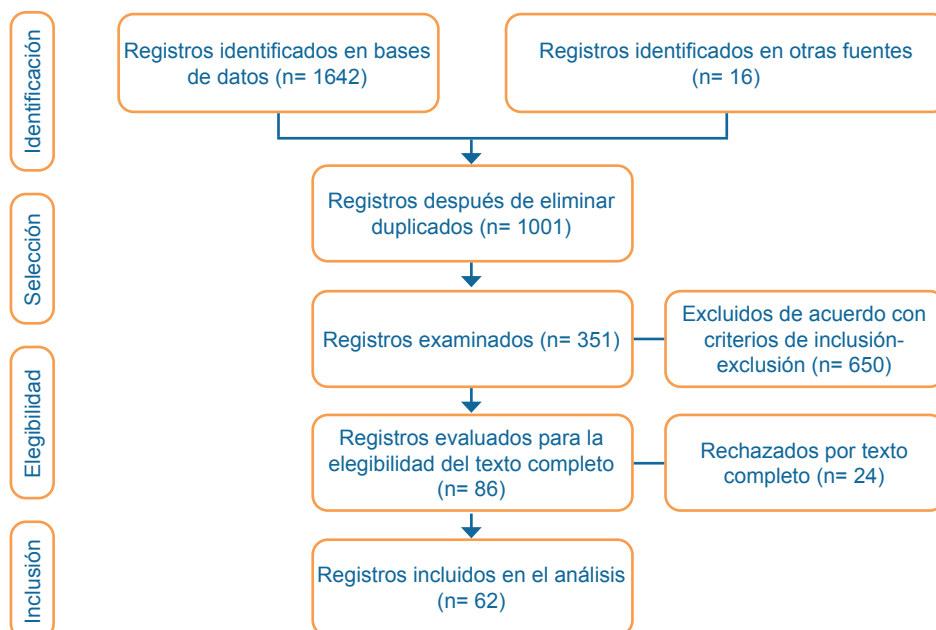 Identificación
Registros identificados en bases
de datos (n= 1642)
Registros identificados en otras fuentes
(n= 16)
Selección
Registros después de eliminar
duplicados (n= 1001)
Registros examinados (n= 351)
Excluidos de acuerdo con
criterios de inclusión-
exclusión (n= 650)
Elegibilidad
Registros evaluados para la
elegibilidad del texto completo
(n= 86)
Rechazados por texto
completo (n= 24)
Inclusión
Registros incluidos en el análisis
(n= 62)